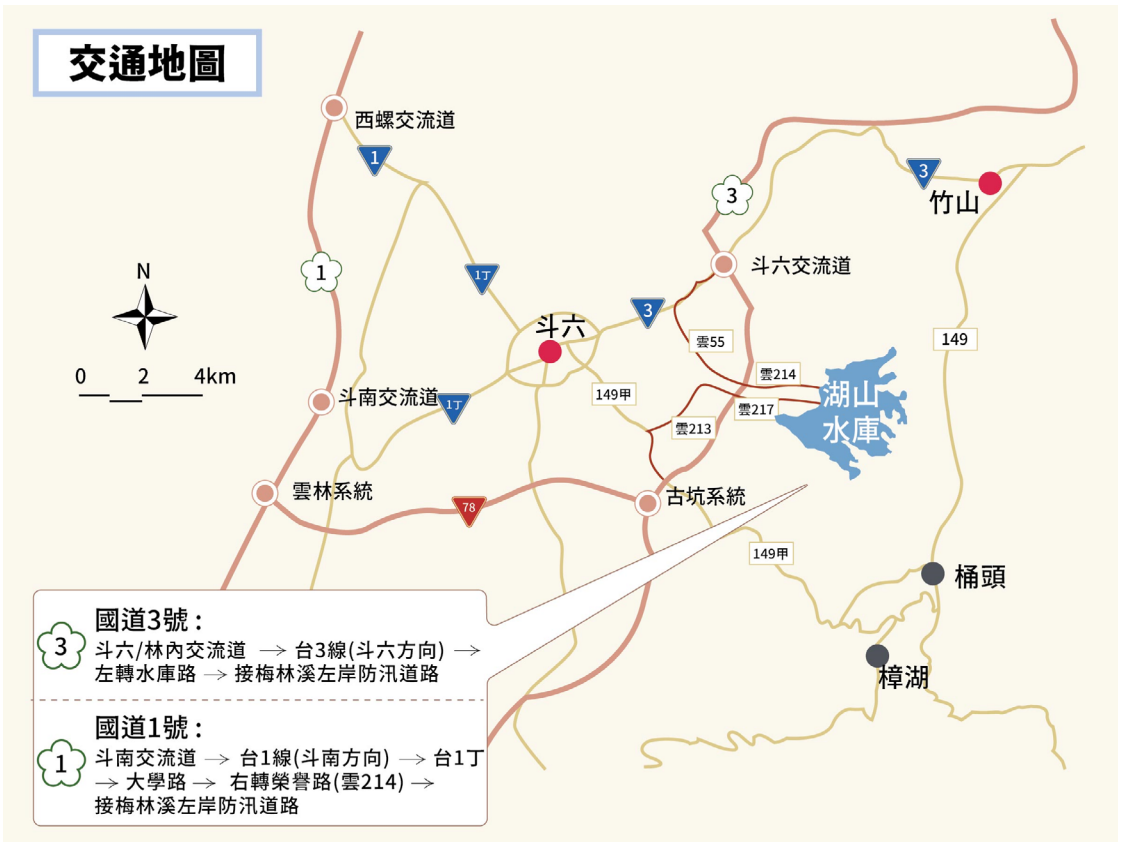 交通地圖
西螺交流道
1
3
竹山
3
1
N
1丁
斗六交流道
3
斗六
149
雲55
0 2 4km
雲214
湖山
水庫
斗南交流道
1丁
149甲
雲217
雲213
雲林系統
古坑系統
78
149甲
桶頭
樟湖
3
國道3號 :
斗六/林內交流道 → 台3線(斗六方向) →
左轉水庫路 → 接梅林溪左岸防汛道路
1
國道1號 :
斗南交流道 → 台1線(斗南方向) → 台1丁
→ 大學路 → 右轉榮譽路(雲214) →
接梅林溪左岸防汛道路